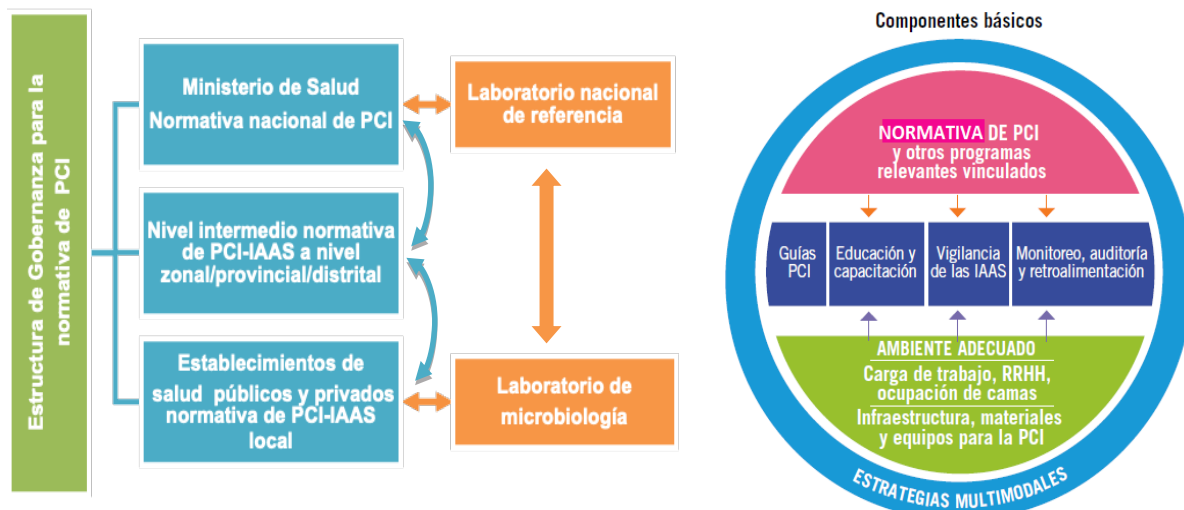 Estructura de Gobernanza para la
normativa de PCI
Ministerio de Salud
Normativa nacional de PCI
Laboratorio nacional
de referencia
Nivel intermedio normativa
de PCI-IAAS a nivel
zonal/provincial/distrital
Establecimientos de
salud públicos y privados
normativa de PCI-IAAS
local
Laboratorio de
microbiología
Componentes básicos
NORMATIVA DE PCI
y otros programas
relevantes vinculados
Guías
PCI
Educación y
capacitación
Vigilancia
de las IAAS
Monitoreo, auditoría
y retroalimentación
AMBIENTE ADECUADO
Carga de trabajo, RRHH,
ocupación de camas
Infraestructura, materiales
y equipos para la PCI
ESTRATEGIAS MULTIMODALES